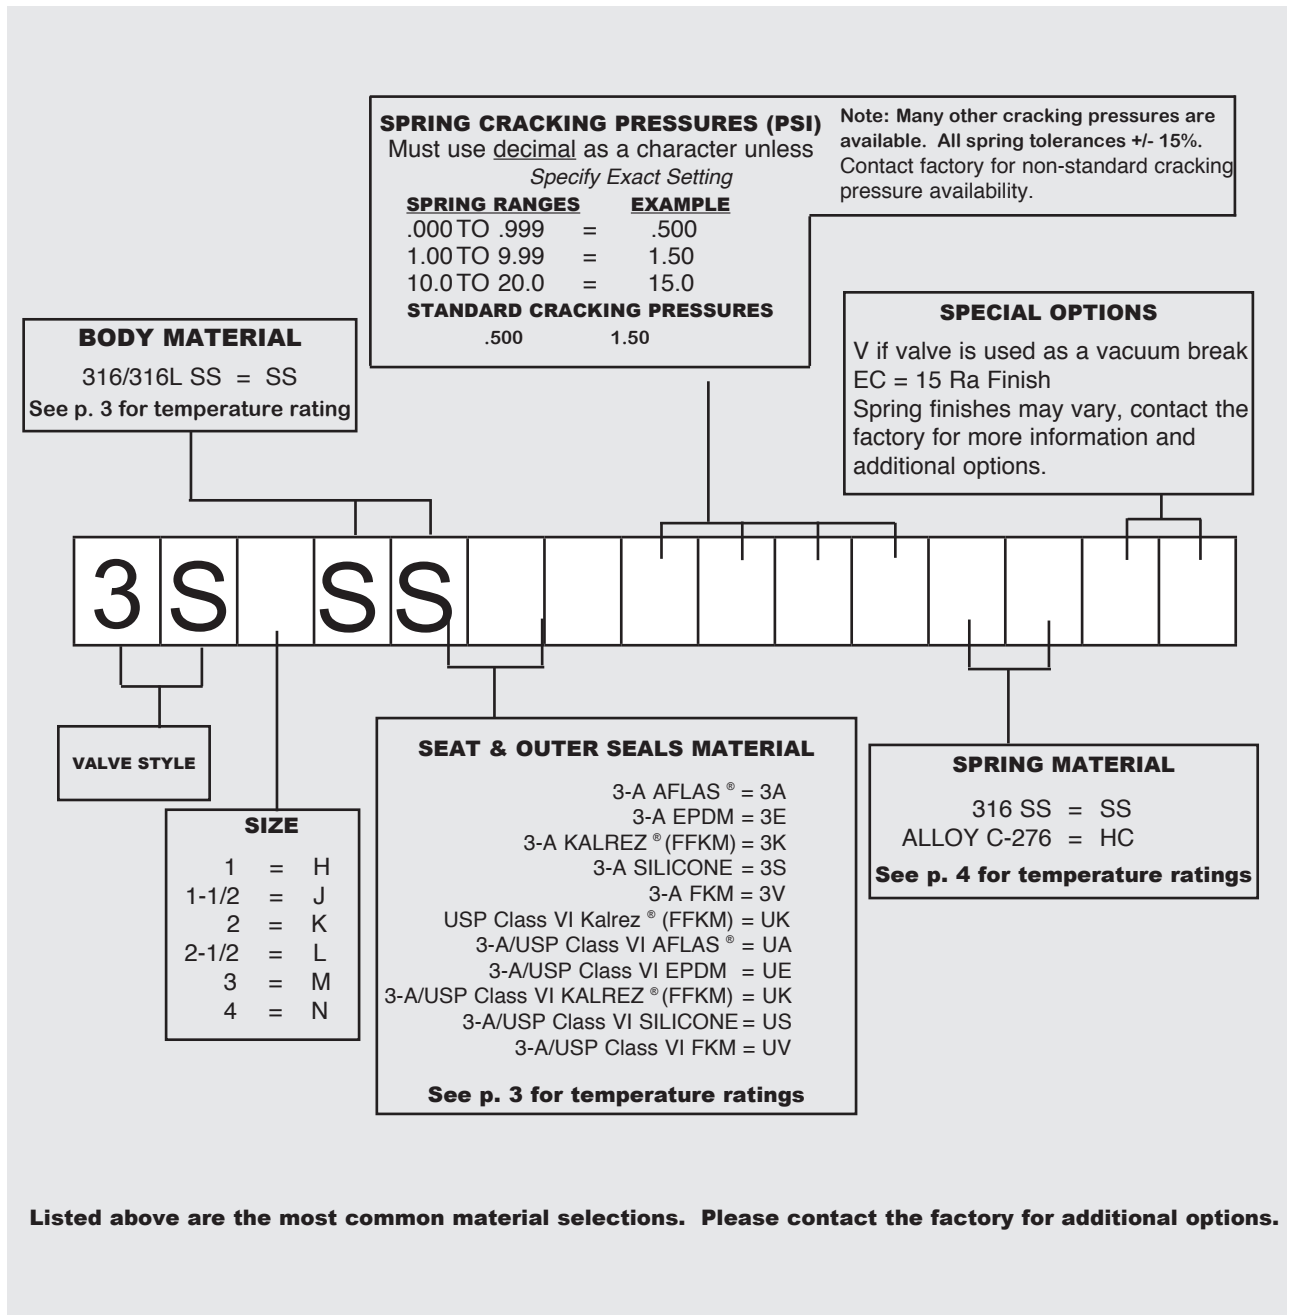 SPRING CRACKING PRESSURES (PSI)
Must use decimal as a character unless
Specify Exact Setting
SPRING RANGES EXAMPLE
.000 TO .999 = .500
1.00 TO 9.99 = 1.50
10.0 TO 20.0 = 15.0
STANDARD CRACKING PRESSURES
.500 1.50
Note: Many other cracking pressures are
available. All spring tolerances +/- 15%.
Contact factory for non-standard cracking
pressure availability.
BODY MATERIAL
316/316L SS = SS
See p. 3 for temperature rating
SPECIAL OPTIONS
V if valve is used as a vacuum break
EC = 15 Ra Finish
Spring finishes may vary, contact the
factory for more information and
additional options.
3 S S S
VALVE STYLE
SIZE
1 = H
1-1/2 = J
2 = K
2-1/2 = L
3 = M
4 = N
SEAT & OUTER SEALS MATERIAL
3-A AFLAS ® = 3A
3-A EPDM = 3E
3-A KALREZ ® (FFKM) = 3K
3-A SILICONE = 3S
3-A FKM = 3V
USP Class VI Kalrez ® (FFKM) = UK
3-A/USP Class VI AFLAS ® = UA
3-A/USP Class VI EPDM = UE
3-A/USP Class VI KALREZ ® (FFKM) = UK
3-A/USP Class VI SILICONE = US
3-A/USP Class VI FKM = UV
See p. 3 for temperature ratings
SPRING MATERIAL
316 SS = SS
ALLOY C-276 = HC
See p. 4 for temperature ratings
Listed above are the most common material selections. Please contact the factory for additional options.